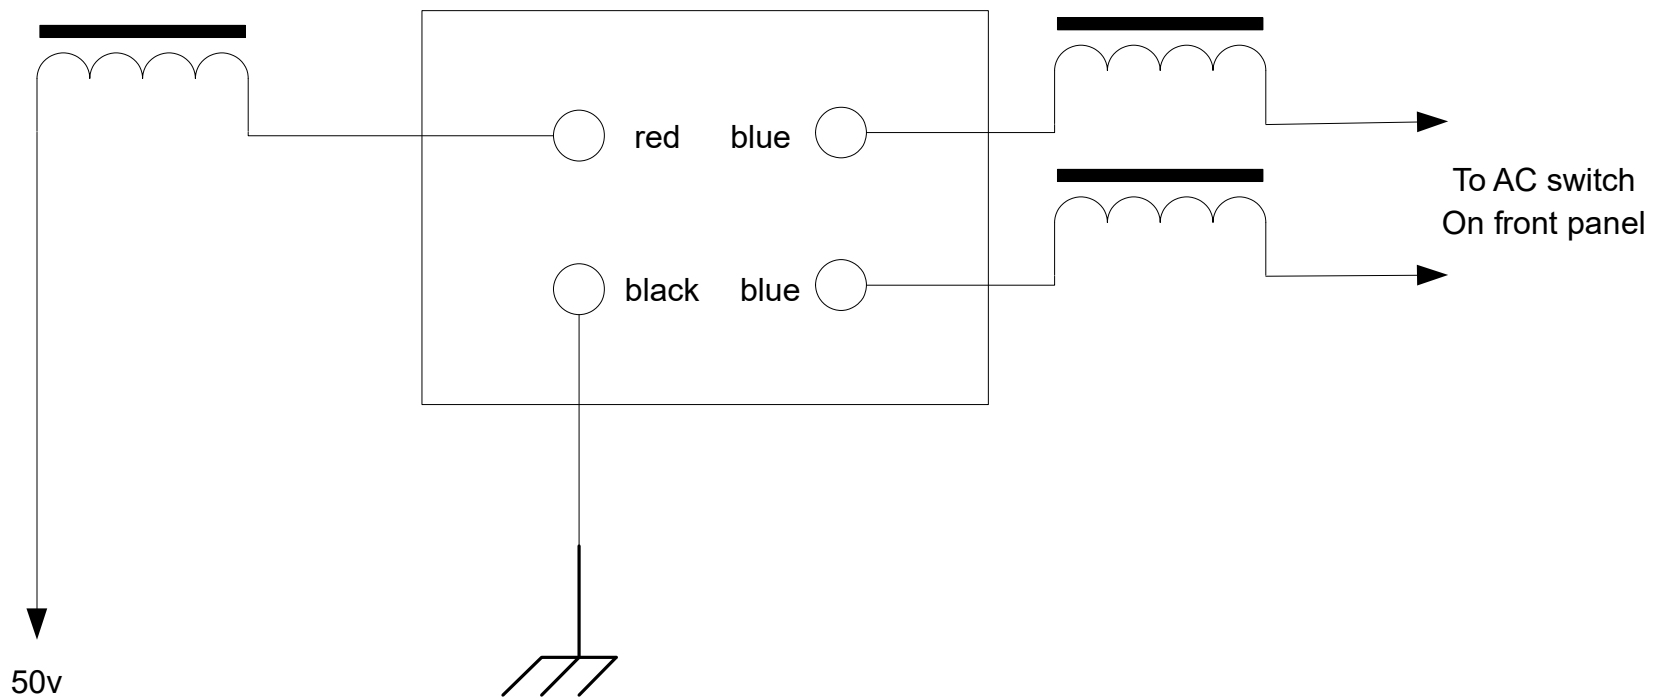 red blue
To AC switch
On front panel
black blue
50v